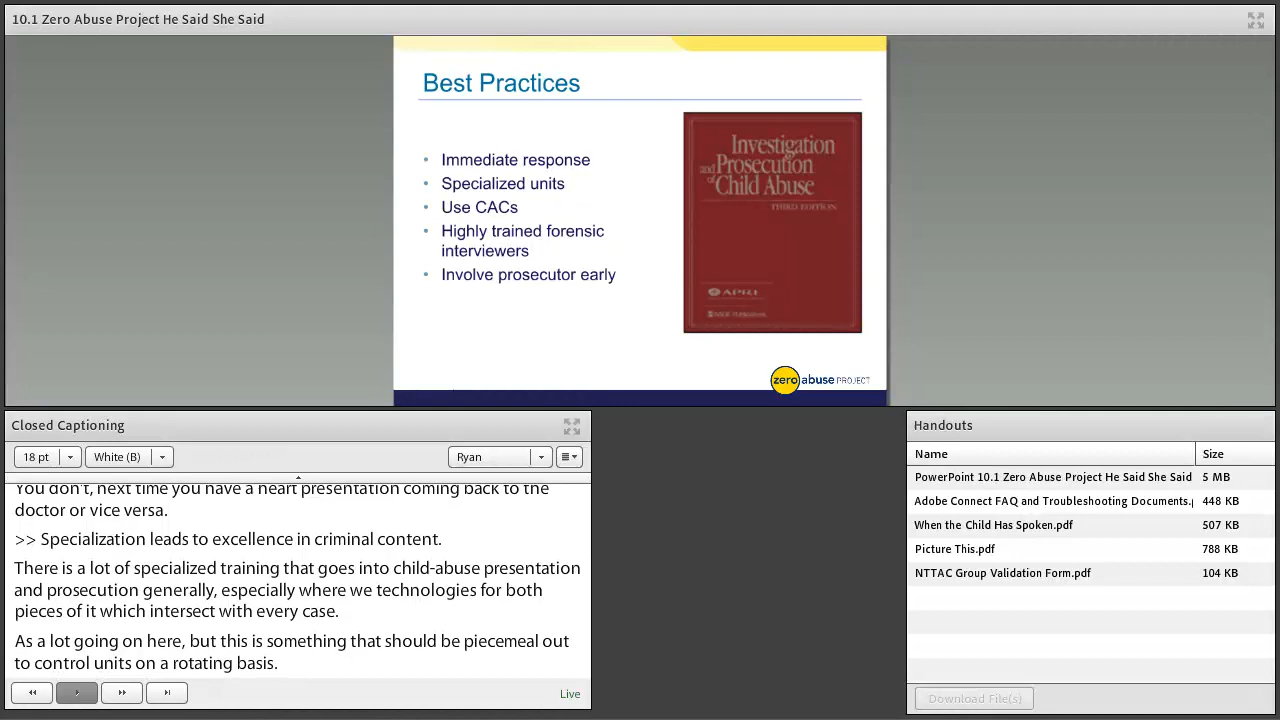 10.1 Zero Abuse Project He Said She Said
Best Practices
• Immediate response
• Specialized units
• Use CACs
• Highly trained forensic
interviewers
• Involve prosecutor early
Investigation
and Prosecution
of Child Abuse
THIRD EDITION
APRI
zero abuse PROJECT
Closed Captioning
18 pt
White (B)
Ryan
You don't, next time you have a heart presentation coming back to the
doctor or vice versa.
>> Specialization leads to excellence in criminal content.
There is a lot of specialized training that goes into child-abuse presentation
and prosecution generally, especially where we technologies for both
pieces of it which intersect with every case.
As a lot going on here, but this is something that should be piecemeal out
to control units on a rotating basis.
Live
Handouts
Name Size
PowerPoint 10.1 Zero Abuse Project He Said She Said 5 MB
Adobe Connect FAQ and Troubleshooting Documents.p 448 KB
When the Child Has Spoken.pdf 507 KB
Picture This.pdf 788 KB
NTTAC Group Validation Form.pdf 104 KB
Download File(s)